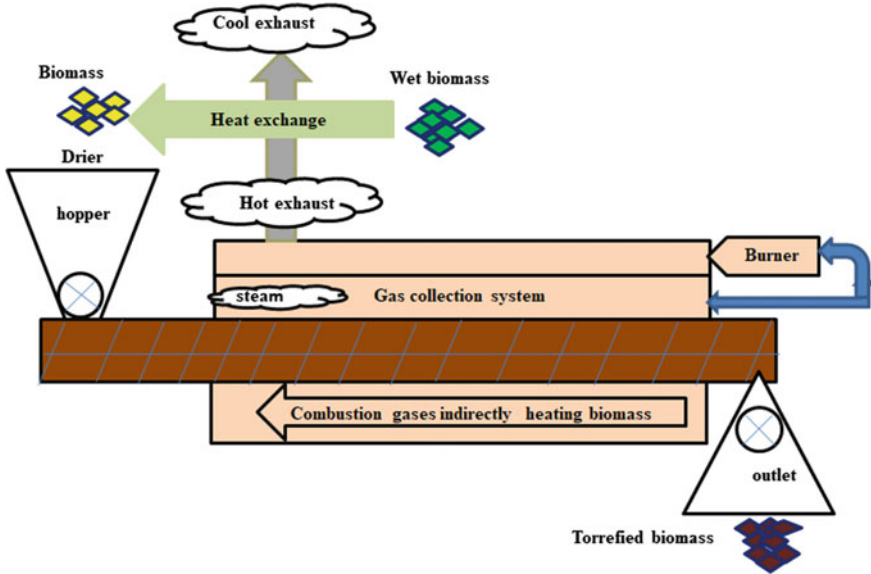 Cool exhaust
Biomass
Wet biomass
Heat exchange
Drier
hopper
Hot exhaust
Burner
steam
Gas collection system
Combustion gases indirectly heating biomass
outlet
Torrefied biomass